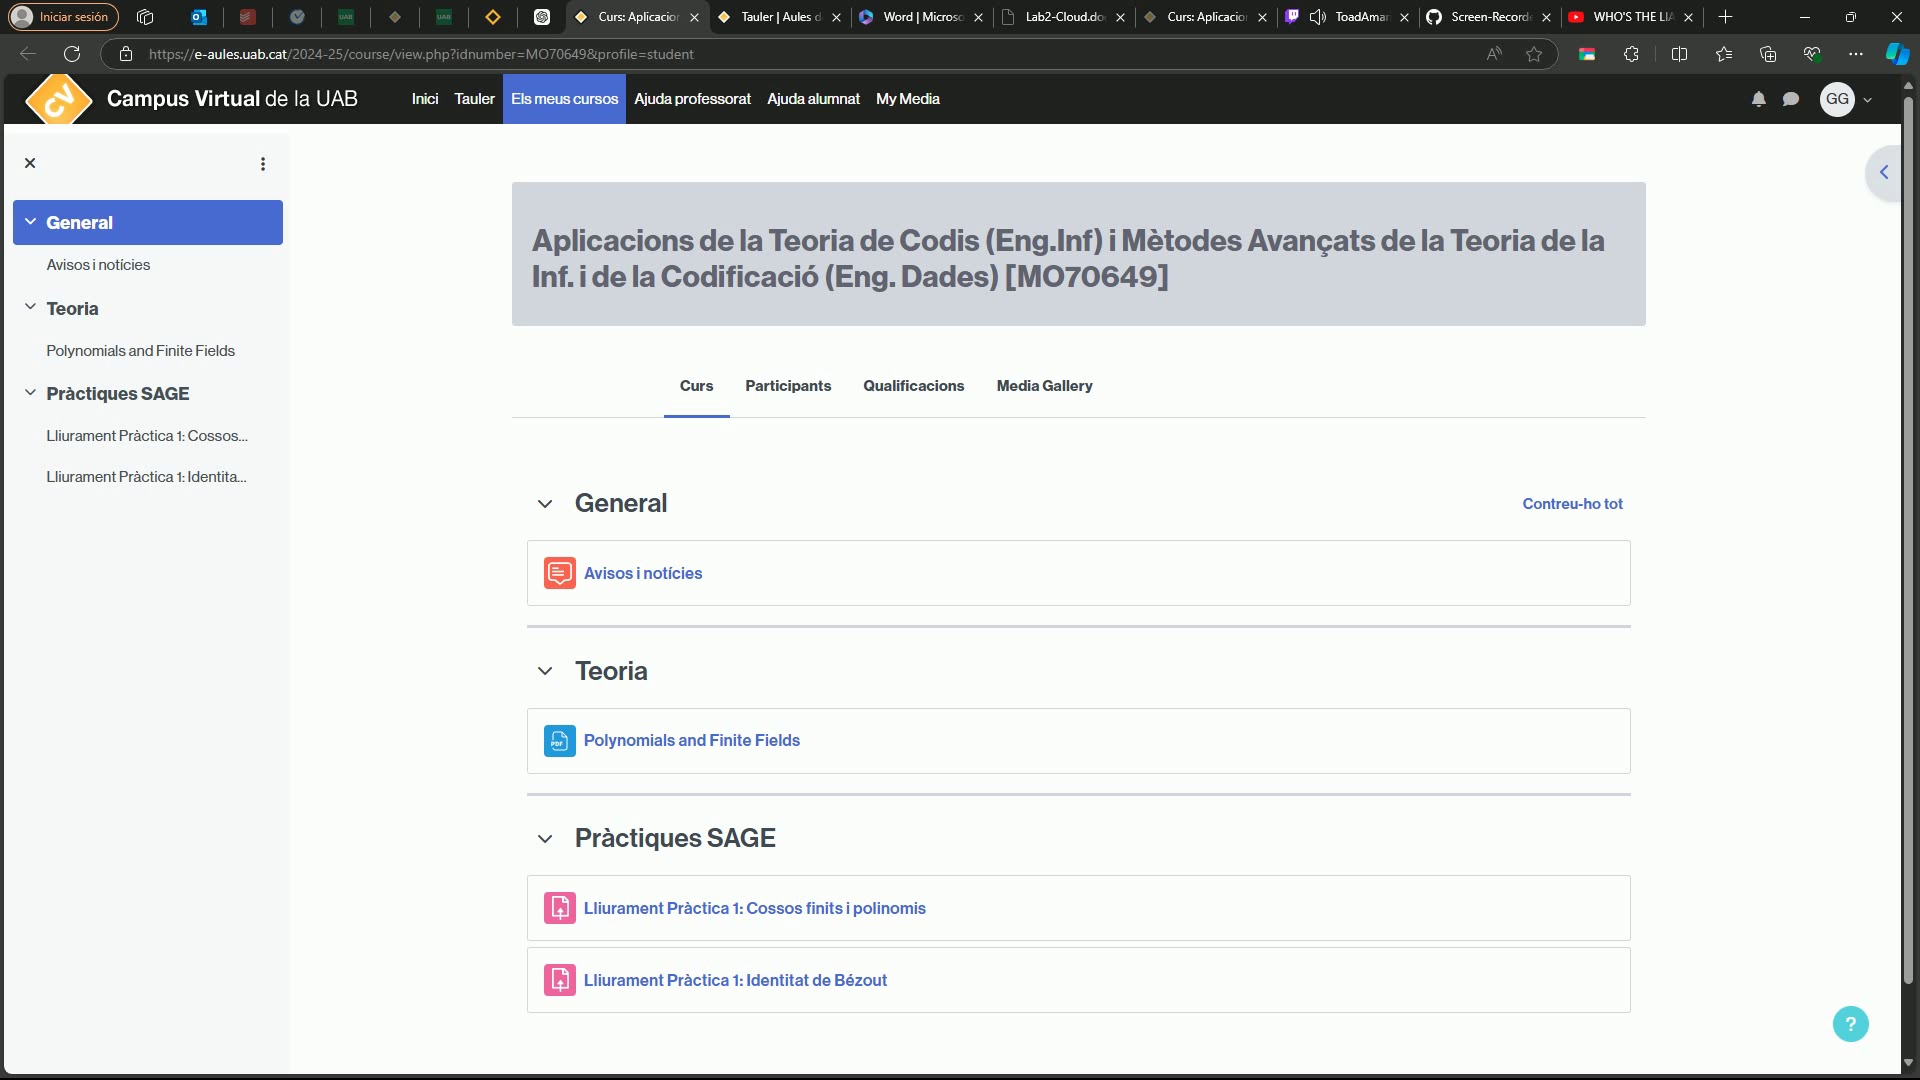 Iniciar sesión
UAB
UAB
Curs: Aplicacion
Tauler | Aules d
Word | Microso
Lab2-Cloud.do
Curs: Aplicacion
ToadAmar
Screen-Record
WHO'S THE LIA
https://e-aules.uab.cat/2024-25/course/view.php?idnumber=MO70649&profile=student
CV
Campus Virtual de la UAB
Inici
Tauler
Els meus cursos
Ajuda professorat
Ajuda alumnat
My Media
GG
General
Avisos i notícies
Teoria
Polynomials and Finite Fields
Pràctiques SAGE
Lliurament Pràctica 1: Cossos...
Lliurament Pràctica 1: Identita...
Aplicacions de la Teoria de Codis (Eng.Inf) i Mètodes Avançats de la Teoria de la
Inf. i de la Codificació (Eng. Dades) [MO70649]
Curs
Participants
Qualificacions
Media Gallery
General
Contreu-ho tot
Avisos i notícies
Teoria
PDF
Polynomials and Finite Fields
Pràctiques SAGE
Lliurament Pràctica 1: Cossos finits i polinomis
Lliurament Pràctica 1: Identitat de Bézout
?